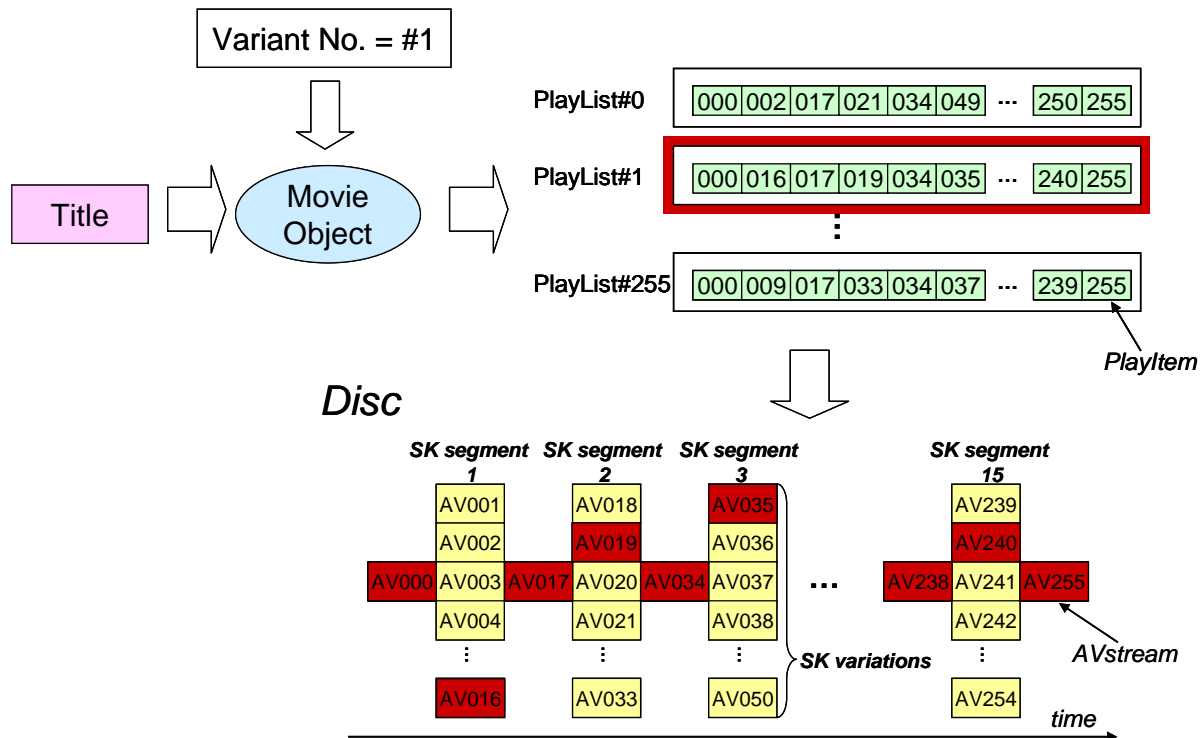 Variant No. = #1
Title
Movie
Object
PlayList#0
000 002 017 021 034 049 ... 250 255
PlayList#1
000 016 017 019 034 035 ... 240 255
⋮
PlayList#255
000 009 017 033 034 037 ... 239 255
PlayItem
Disc
SK segment
1
SK segment
2
SK segment
3
SK segment
15
AV001 AV018 AV035 AV239
AV002 AV019 AV036 AV240
AV000 AV003 AV017 AV020 AV034 AV037 ... AV238 AV241 AV255
AV004 AV021 AV038 AV242
⋮ ⋮ ⋮ ⋮
SK variations
AVstream
AV016 AV033 AV050 AV254
time